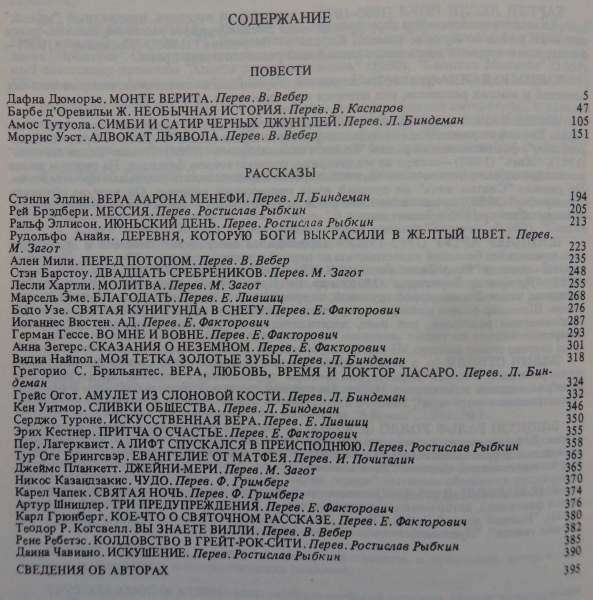 СОДЕРЖАНИЕ
ПОВЕСТИ
Дафна Дюморье. МОНТЕ ВЕРИТА. Перев. В. Вебер 5
Барбе д'Оревильи Ж. НЕОБЫЧНАЯ ИСТОРИЯ. Перев. В. Каспаров 47
Амос Тутуола. СИМБИ И САТИР ЧЕРНЫХ ДЖУНГЛЕЙ. Перев. Л. Биндеман 105
Моррис Уэст. АДВОКАТ ДЬЯВОЛА. Перев. В. Вебер 151
РАССКАЗЫ
Стэнли Эллин. ВЕРА ААРОНА МЕНЕФИ. Перев. Л. Биндеман 194
Рей Брэдбери. МЕССИЯ. Перев. Ростислав Рыбкин 205
Ральф Эллисон. ИЮНЬСКИЙ ДЕНЬ. Перев. Ростислав Рыбкин 213
Рудольфо Анайя. ДЕРЕВНЯ, КОТОРУЮ БОГИ ВЫКРАСИЛИ В ЖЕЛТЫЙ ЦВЕТ. Перев.
М. Загот 223
Ален Мили. ПЕРЕД ПОТОПОМ. Перев. В. Вебер 235
Стэн Барстоу. ДВАДЦАТЬ СРЕБРЕНИКОВ. Перев. М. Загот 248
Лесли Хартли. МОЛИТВА. Перев. М. Загот 255
Марсель Эме. БЛАГОДАТЬ. Перев. Е. Лившиц 268
Бодо Узе. СВЯТАЯ КУНИГУНДА В СНЕГУ. Перев. Е. Факторович 276
Иоганнес Вюстен. АД. Перев. Е. Факторович 287
Герман Гессе. ВО МНЕ И ВОВНЕ. Перев. Е. Факторович 293
Анна Зегерс. СКАЗАНИЯ О НЕЗЕМНОМ. Перев. Е. Факторович 301
Видиа Найпол. МОЯ ТЕТКА ЗОЛОТЫЕ ЗУБЫ. Перев. Л. Биндеман 318
Грегорио С. Брильянтес. ВЕРА, ЛЮБОВЬ, ВРЕМЯ И ДОКТОР ЛАСАРО. Перев. Л. Бин-
деман 324
Грейс Огот. АМУЛЕТ ИЗ СЛОНОВОЙ КОСТИ. Перев. Л. Биндеман 332
Кен Уитмор. СЛИВКИ ОБЩЕСТВА. Перев. Л. Биндеман 346
Серджо Туроне. ИСКУССТВЕННАЯ ВЕРА. Перев. Е. Лившиц 350
Эрих Кестнер. ПРИТЧА О СЧАСТЬЕ. Перев. Е. Факторович 355
Пер. Лагерквист. А ЛИФТ СПУСКАЛСЯ В ПРЕИСПОДНЮЮ. Перев. Ростислав Рыбкин 358
Тур Оге Брингсвэр. ЕВАНГЕЛИЕ ОТ МАТФЕЯ. Перев. И. Почиталин 363
Джеймс Планкетт. ДЖЕЙНИ-МЕРИ. Перев. М. Загот 365
Никос Казандзакис. ЧУДО. Перев. Ф. Гримберг 370
Карел Чапек. СВЯТАЯ НОЧЬ. Перев. Ф. Гримберг 374
Артур Шницлер. ТРИ ПРЕДУПРЕЖДЕНИЯ. Перев. Е. Факторович 376
Карл Грюнберг. КОЕ-ЧТО О СВЯТОЧНОМ РАССКАЗЕ. Перев. Е. Факторович 380
Теодор Р. Когсвелл. ВЫ ЗНАЕТЕ ВИЛЛИ. Перев. В. Вебер 382
Рене Ребетэс. КОЛДОВСТВО В ГРЕЙТ-РОК-СИТИ. Перев. Ростислав Рыбкин 385
Даина Чавиано. ИСКУШЕНИЕ. Перев. Ростислав Рыбкин 390
СВЕДЕНИЯ ОБ АВТОРАХ 395